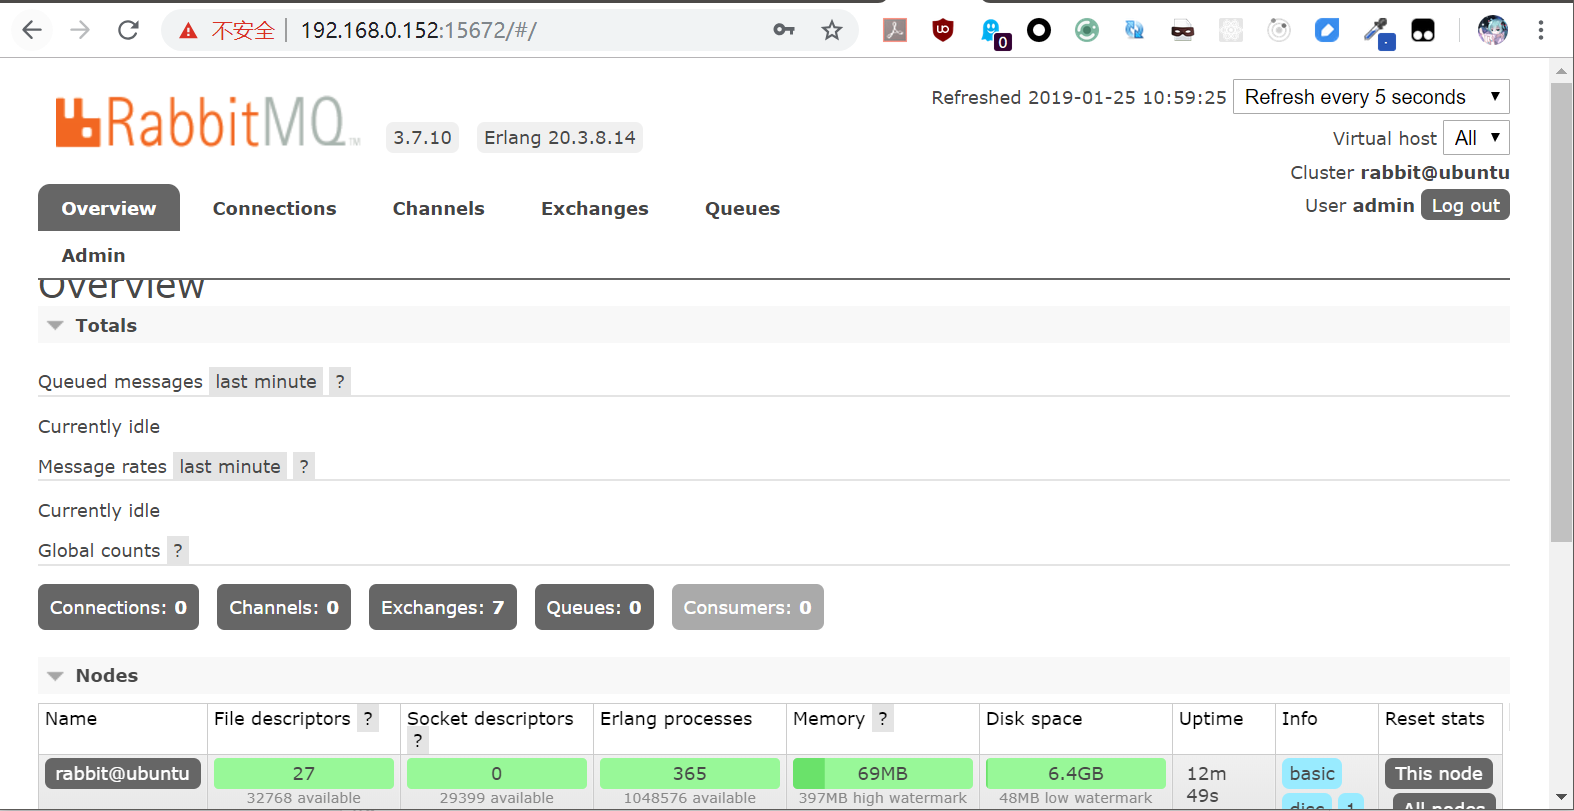 不安全 192.168.0.152:15672/#/
0
RabbitMQ TM 3.7.10 Erlang 20.3.8.14
Refreshed 2019-01-25 10:59:25 Refresh every 5 seconds
Virtual host All
Cluster rabbit@ubuntu
User admin Log out
Overview Connections Channels Exchanges Queues
Admin
Overview
Totals
Queued messages last minute ?
Currently idle
Message rates last minute ?
Currently idle
Global counts ?
Connections: 0 Channels: 0 Exchanges: 7 Queues: 0 Consumers: 0
Nodes
Name File descriptors ? Socket descriptors ? Erlang processes Memory ? Disk space Uptime Info Reset stats
rabbit@ubuntu 27 0 365 69MB 6.4GB 12m 49s basic This node
32768 available 29399 available 1048576 available 397MB high watermark 48MB low watermark disc 1 All nodes